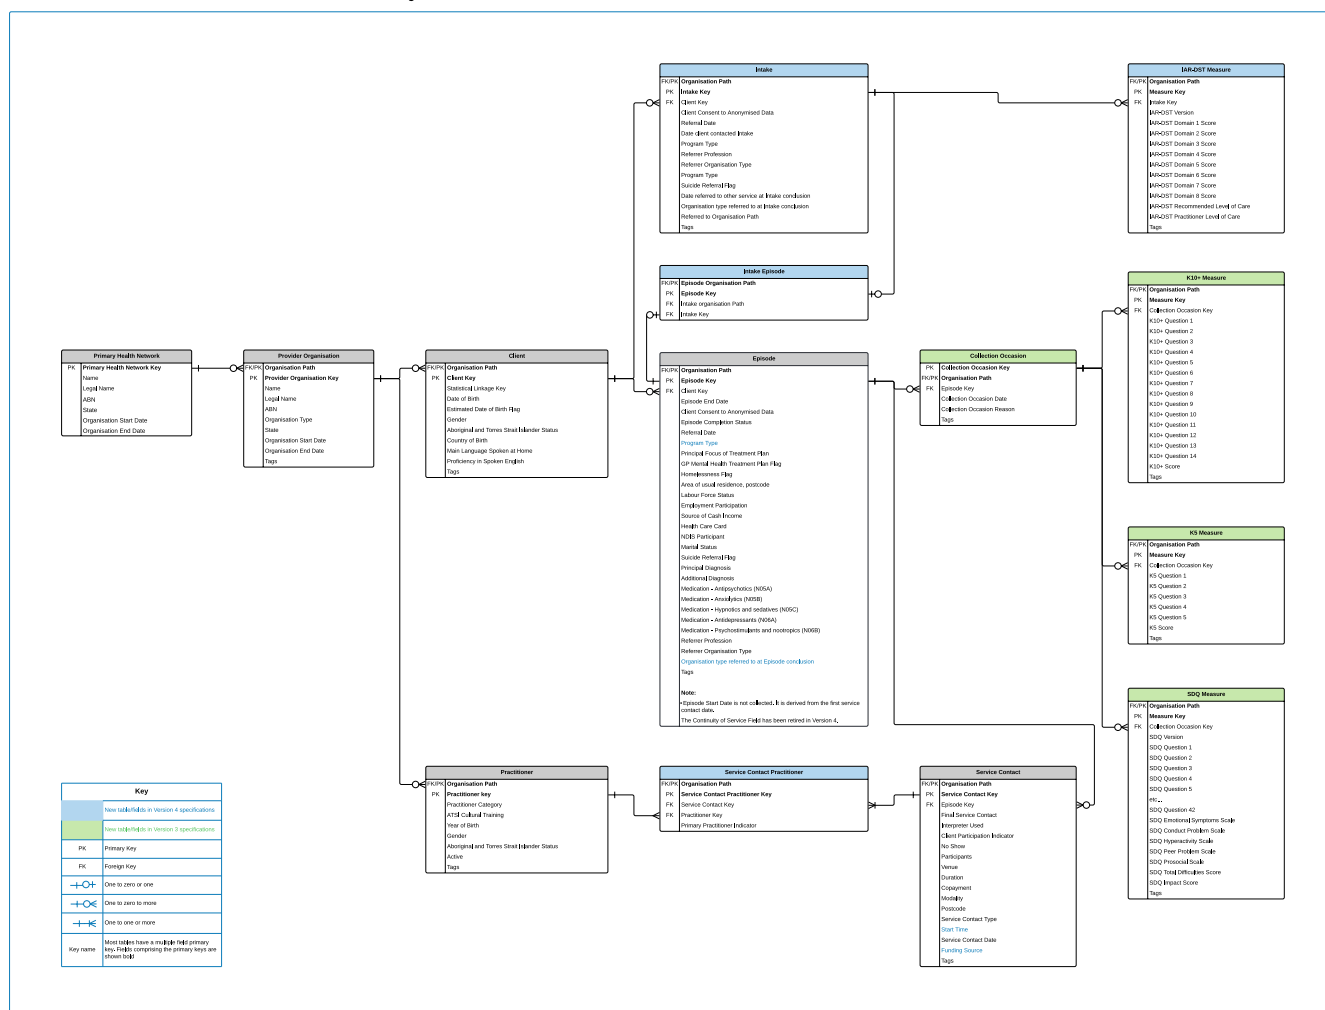 Intake
FK/PK Organisation Path
PK Intake Key
FK Client Key
Client Consent to Anonymised Data
Referral Date
Date client contacted Intake
Program Type
Referrer Profession
Referrer Organisation Type
Program Type
Suicide Referral Flag
Date referred to other service at Intake conclusion
Organisation type referred to at Intake conclusion
Referred to Organisation Path
Tags
IAR-DST Measure
FK/PK Organisation Path
PK Measure Key
FK Intake Key
IAR-DST Version
IAR-DST Domain 1 Score
IAR-DST Domain 2 Score
IAR-DST Domain 3 Score
IAR-DST Domain 4 Score
IAR-DST Domain 5 Score
IAR-DST Domain 6 Score
IAR-DST Domain 7 Score
IAR-DST Domain 8 Score
IAR-DST Recommended Level of Care
IAR-DST Practitioner Level of Care
Tags
Intake Episode
FK/PK Episode Organisation Path
PK Episode Key
FK Intake organisation Path
FK Intake Key
K10+ Measure
FK/PK Organisation Path
PK Measure Key
FK Collection Occasion Key
K10+ Question 1
K10+ Question 2
K10+ Question 3
K10+ Question 4
K10+ Question 5
K10+ Question 6
K10+ Question 7
K10+ Question 8
K10+ Question 9
K10+ Question 10
K10+ Question 11
K10+ Question 12
K10+ Question 13
K10+ Question 14
K10+ Score
Tags
Primary Health Network
PK Primary Health Network Key
Name
Legal Name
ABN
State
Organisation Start Date
Organisation End Date
Provider Organisation
FK/PK Organisation Path
PK Provider Organisation Key
Name
Legal Name
ABN
Organisation Type
State
Organisation Start Date
Organisation End Date
Tags
Client
FK/PK Organisation Path
PK Client Key
Statistical Linkage Key
Date of Birth
Estimated Date of Birth Flag
Gender
Aboriginal and Torres Strait Islander Status
Country of Birth
Main Language Spoken at Home
Proficiency in Spoken English
Tags
Episode
FK/PK Organisation Path
PK Episode Key
FK Client Key
Episode End Date
Client Consent to Anonymised Data
Episode Completion Status
Referral Date
Program Type
Principal Focus of Treatment Plan
GP Mental Health Treatment Plan Flag
Homelessness Flag
Area of usual residence, postcode
Labour Force Status
Employment Participation
Source of Cash Income
Health Care Card
NDIS Participant
Marital Status
Suicide Referral Flag
Principal Diagnosis
Additional Diagnosis
Medication - Antipsychotics (N05A)
Medication - Anxiolytics (N05B)
Medication - Hypnotics and sedatives (N05C)
Medication - Antidepressants (N06A)
Medication - Psychostimulants and nootropics (N06B)
Referrer Profession
Referrer Organisation Type
Organisation type referred to at Episode conclusion
Tags
Note:
• Episode Start Date is not collected. It is derived from the first service
contact date.
The Continuity of Service Field has been retired in Version 4.
Collection Occasion
PK Collection Occasion Key
FK/PK Organisation Path
FK Episode Key
Collection Occasion Date
Collection Occasion Reason
Tags
K5 Measure
FK/PK Organisation Path
PK Measure Key
FK Collection Occasion Key
K5 Question 1
K5 Question 2
K5 Question 3
K5 Question 4
K5 Question 5
K5 Score
Tags
SDQ Measure
FK/PK Organisation Path
PK Measure Key
FK Collection Occasion Key
SDQ Version
SDQ Question 1
SDQ Question 2
SDQ Question 3
SDQ Question 4
SDQ Question 5
etc...
SDQ Question 42
SDQ Emotional Symptoms Scale
SDQ Conduct Problem Scale
SDQ Hyperactivity Scale
SDQ Peer Problem Scale
SDQ Prosocial Scale
SDQ Total Difficulties Score
SDQ Impact Score
Tags
Practitioner
FK/PK Organisation Path
PK Practitioner key
Practitioner Category
ATSI Cultural Training
Year of Birth
Gender
Aboriginal and Torres Strait Islander Status
Active
Tags
Service Contact Practitioner
FK/PK Organisation Path
PK Service Contact Practitioner Key
FK Service Contact Key
FK Practitioner Key
Primary Practitioner Indicator
Service Contact
FK/PK Organisation Path
PK Service Contact Key
FK Episode Key
Final Service Contact
Interpreter Used
Client Participation Indicator
No Show
Participants
Venue
Duration
Copayment
Modality
Postcode
Service Contact Type
Start Time
Service Contact Date
Funding Source
Tags
Key
New table/fields in Version 4 specifications
New table/fields in Version 3 specifications
PK Primary Key
FK Foreign Key
One to zero or one
One to zero to more
One to one or more
Key name Most tables have a multiple field primary
key. Fields comprising the primary keys are
shown bold